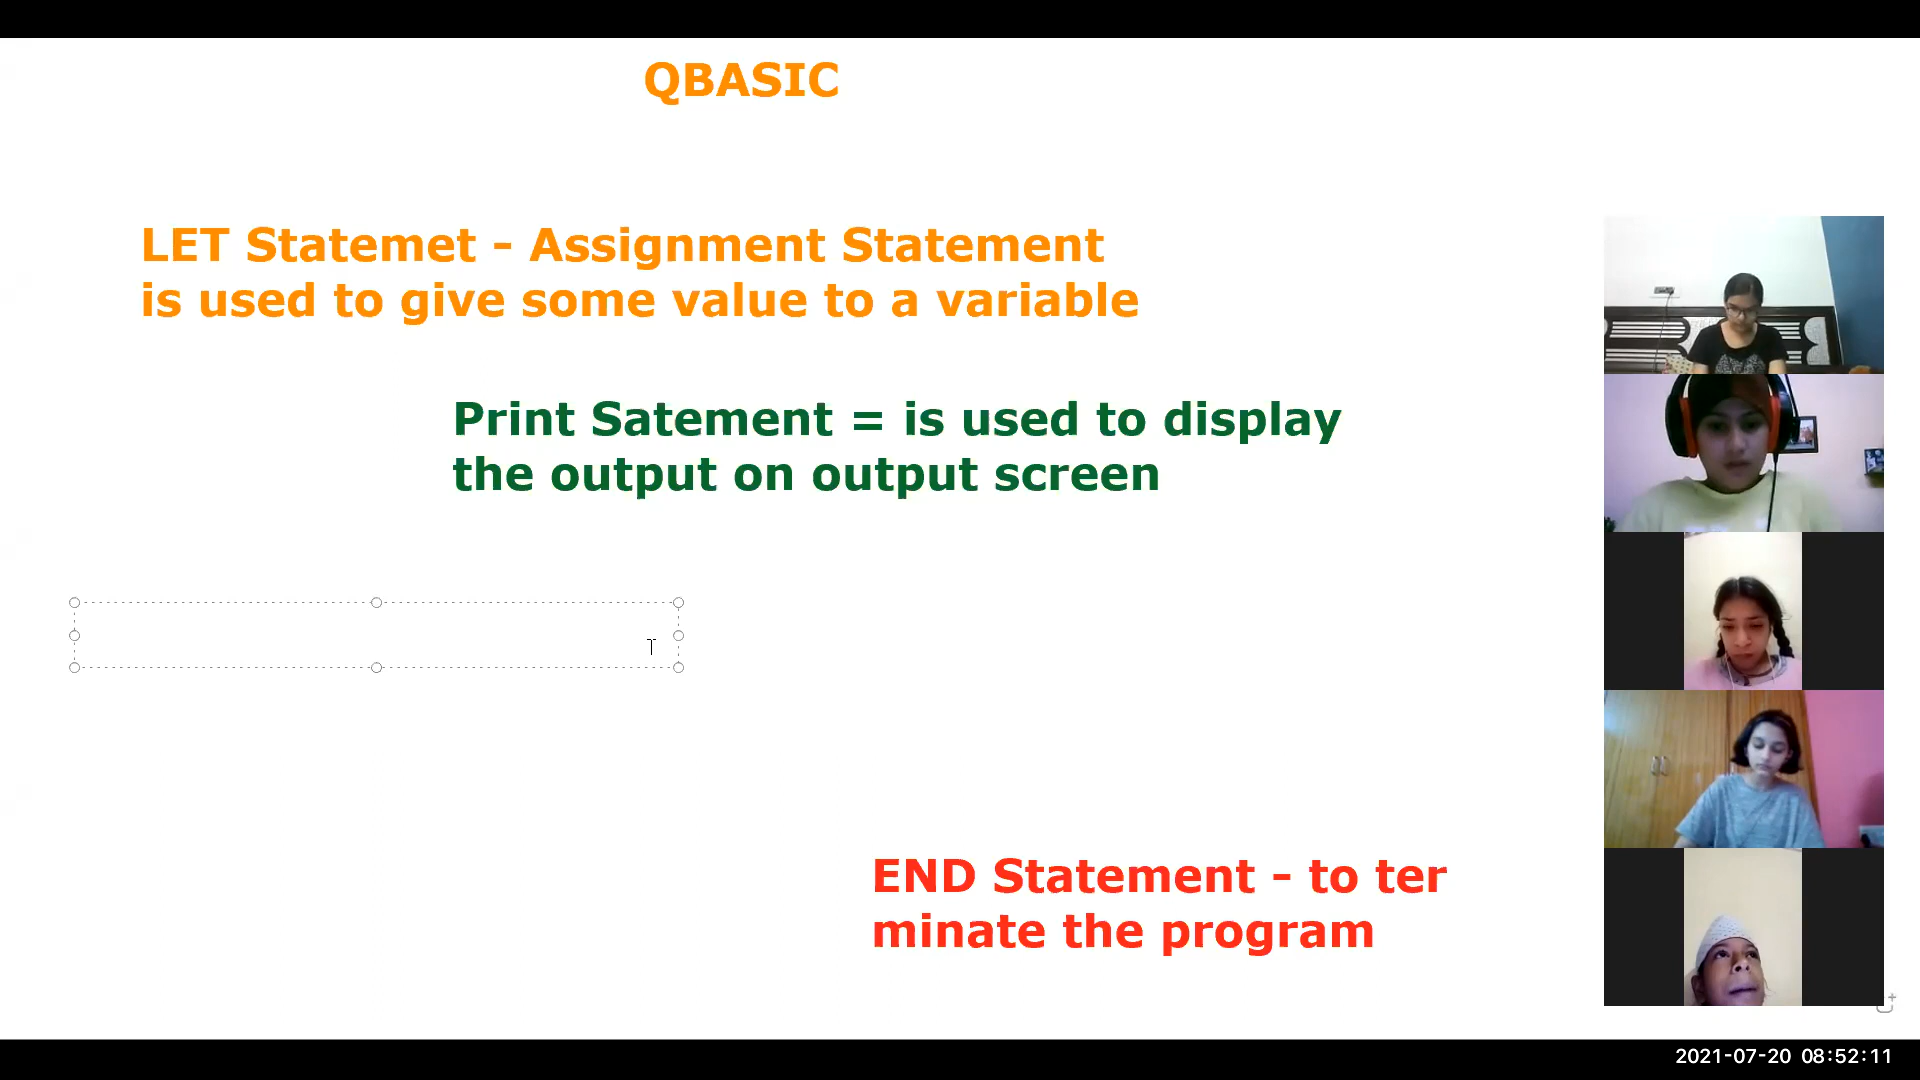 QBASIC
LET Statemet - Assignment Statement
is used to give some value to a variable
Print Satement = is used to display
the output on output screen
END Statement - to ter
minate the program
2021-07-20 08:52:11